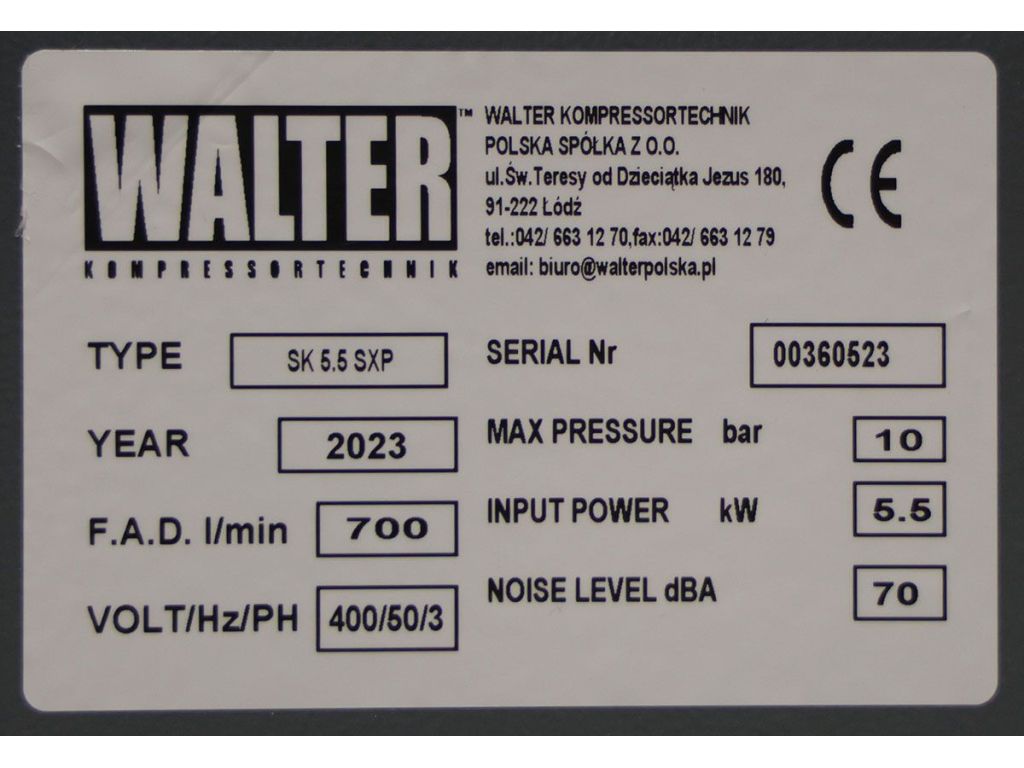 WALTER™
KOMPRESSORTECHNIK
WALTER KOMPRESSORTECHNIK
POLSKA SPÓŁKA Z O.O.
ul.Św.Teresy od Dzieciątka Jezus 180,
91-222 Łódź
tel.:042/ 663 12 70,fax:042/ 663 12 79
email: biuro@walterpolska.pl
CE
TYPE SK 5.5 SXP
YEAR 2023
F.A.D. l/min 700
VOLT/Hz/PH 400/50/3
SERIAL Nr 00360523
MAX PRESSURE bar 10
INPUT POWER kW 5.5
NOISE LEVEL dBA 70